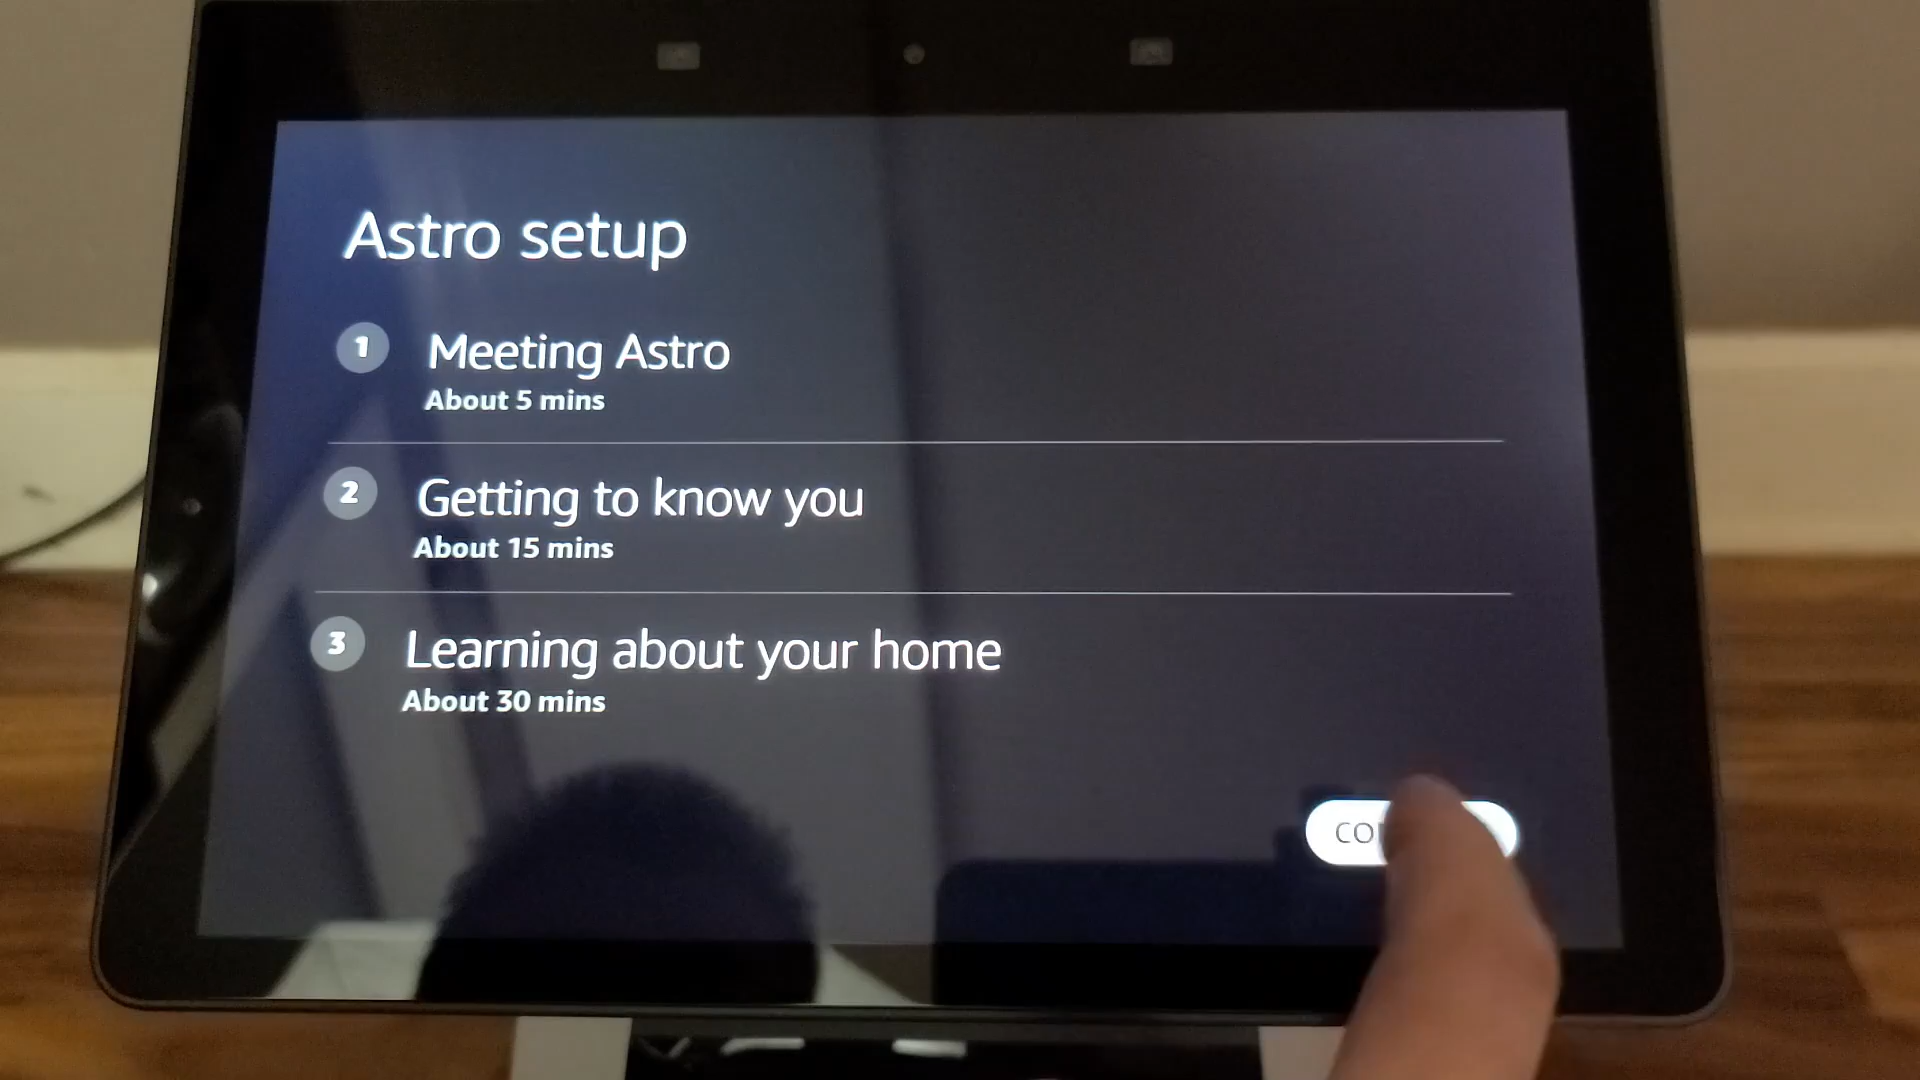 Astro setup
1
Meeting Astro
About 5 mins
2
Getting to know you
About 15 mins
3
Learning about your home
About 30 mins